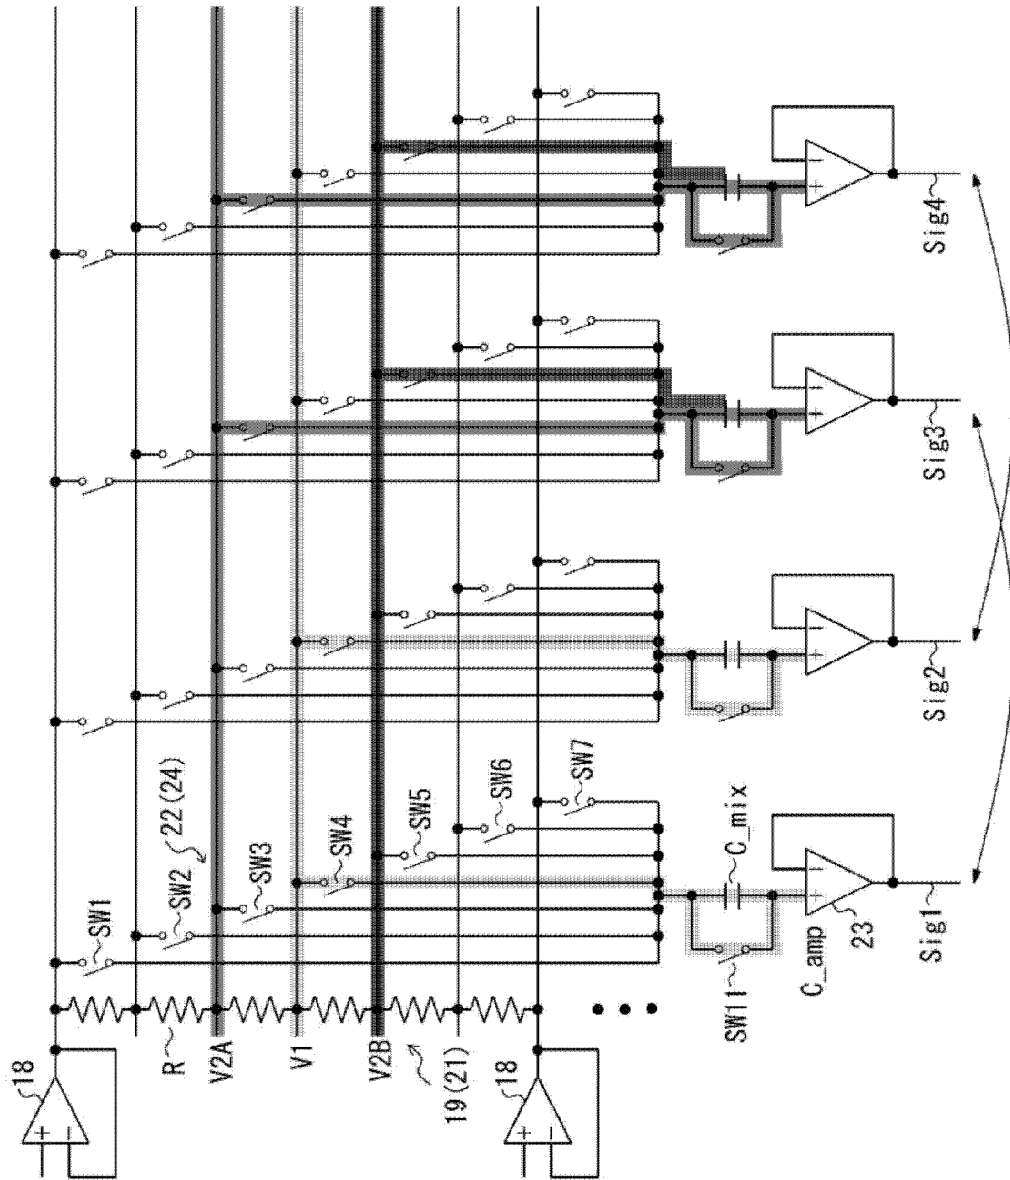 18
R
V2A
V1
V2B
19(21)
18
SW1
SW2
22(24)
SW3
SW4
SW5
SW6
SW7
SW11
C_mix
C_amp
23
Sig1
Sig2
Sig3
Sig4